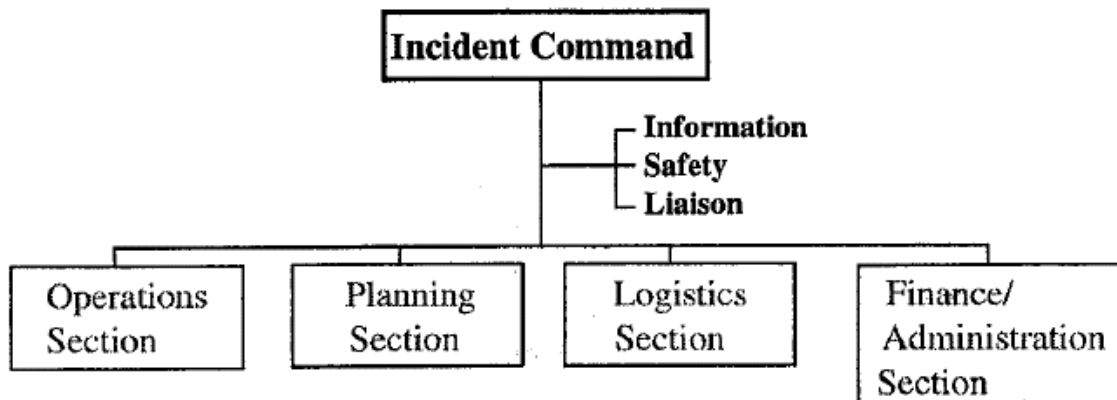 Incident Command
Information
Safety
Liaison
Operations
Section
Planning
Section
Logistics
Section
Finance/
Administration
Section